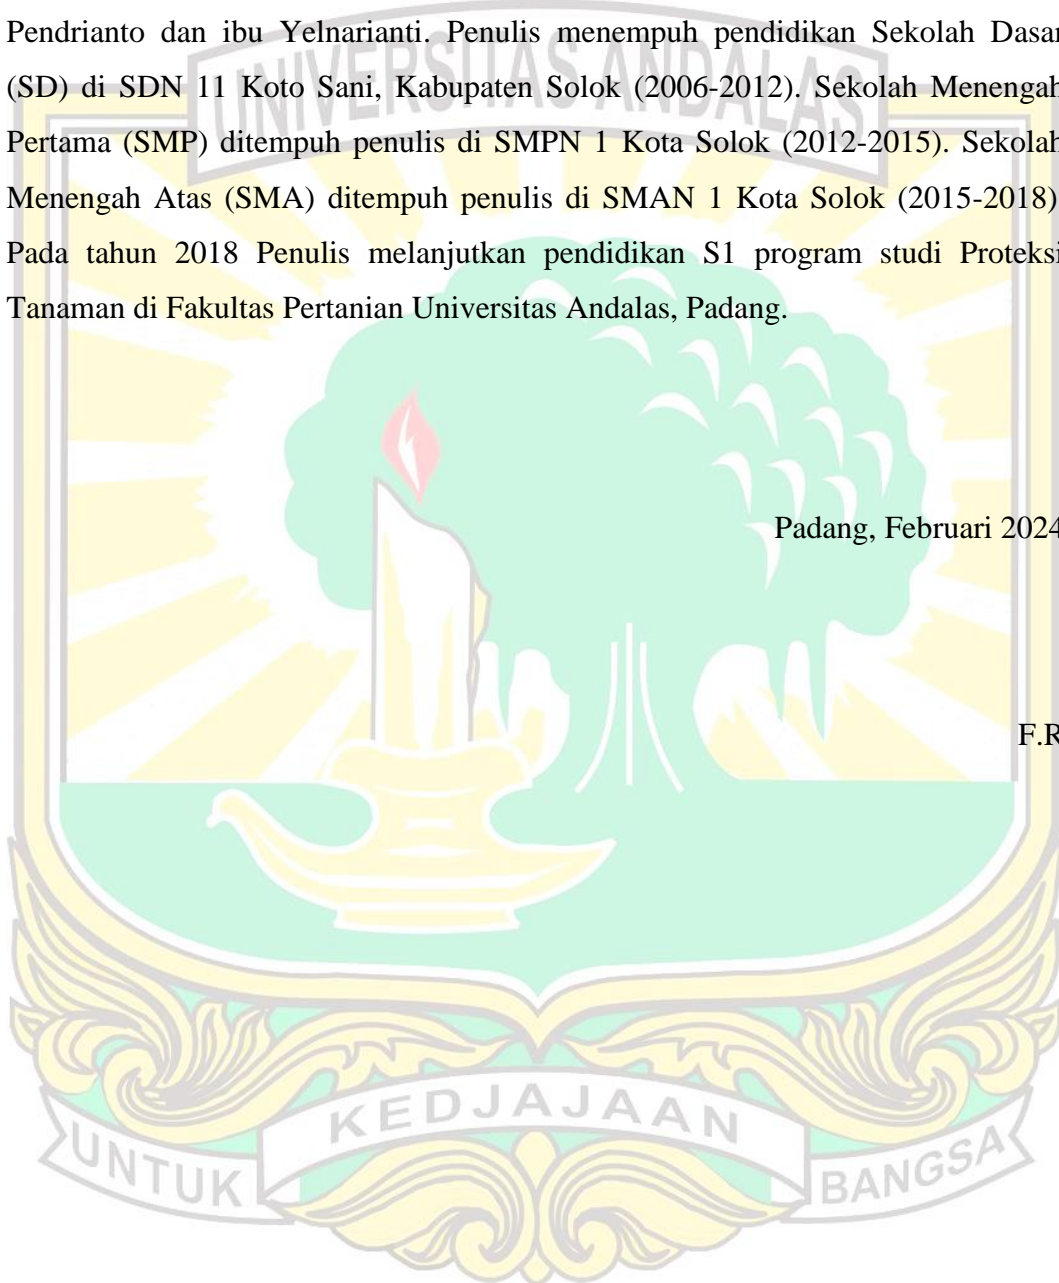 Pendrianto dan ibu Yelnarianti. Penulis menempuh pendidikan Sekolah Dasar
(SD) di SDN 11 Koto Sani, Kabupaten Solok (2006-2012). Sekolah Menengah
UNIVERSITAS ANDALAS
Pertama (SMP) ditempuh penulis di SMPN 1 Kota Solok (2012-2015). Sekolah
Menengah Atas (SMA) ditempuh penulis di SMAN 1 Kota Solok (2015-2018)
Pada tahun 2018 Penulis melanjutkan pendidikan S1 program studi Proteksi
Tanaman di Fakultas Pertanian Universitas Andalas, Padang.
Padang, Februari 2024
F.R
UNTUK KEDJAJAAN BANGSA